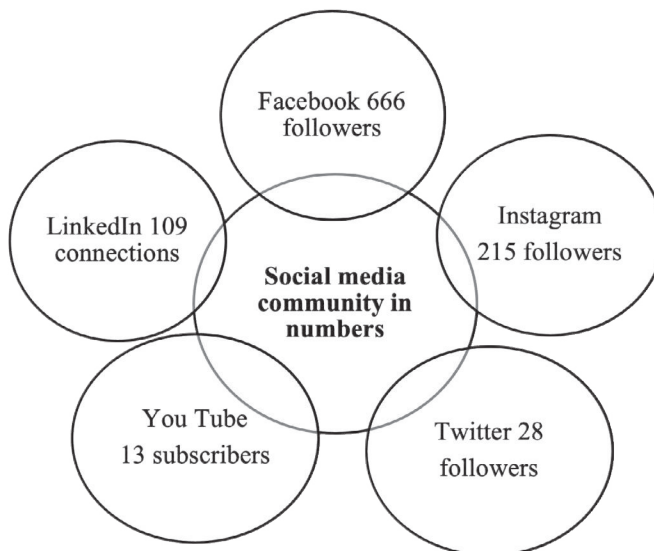 Facebook 666
followers
LinkedIn 109
connections
Instagram
215 followers
Social media
community in
numbers
You Tube
13 subscribers
Twitter 28
followers